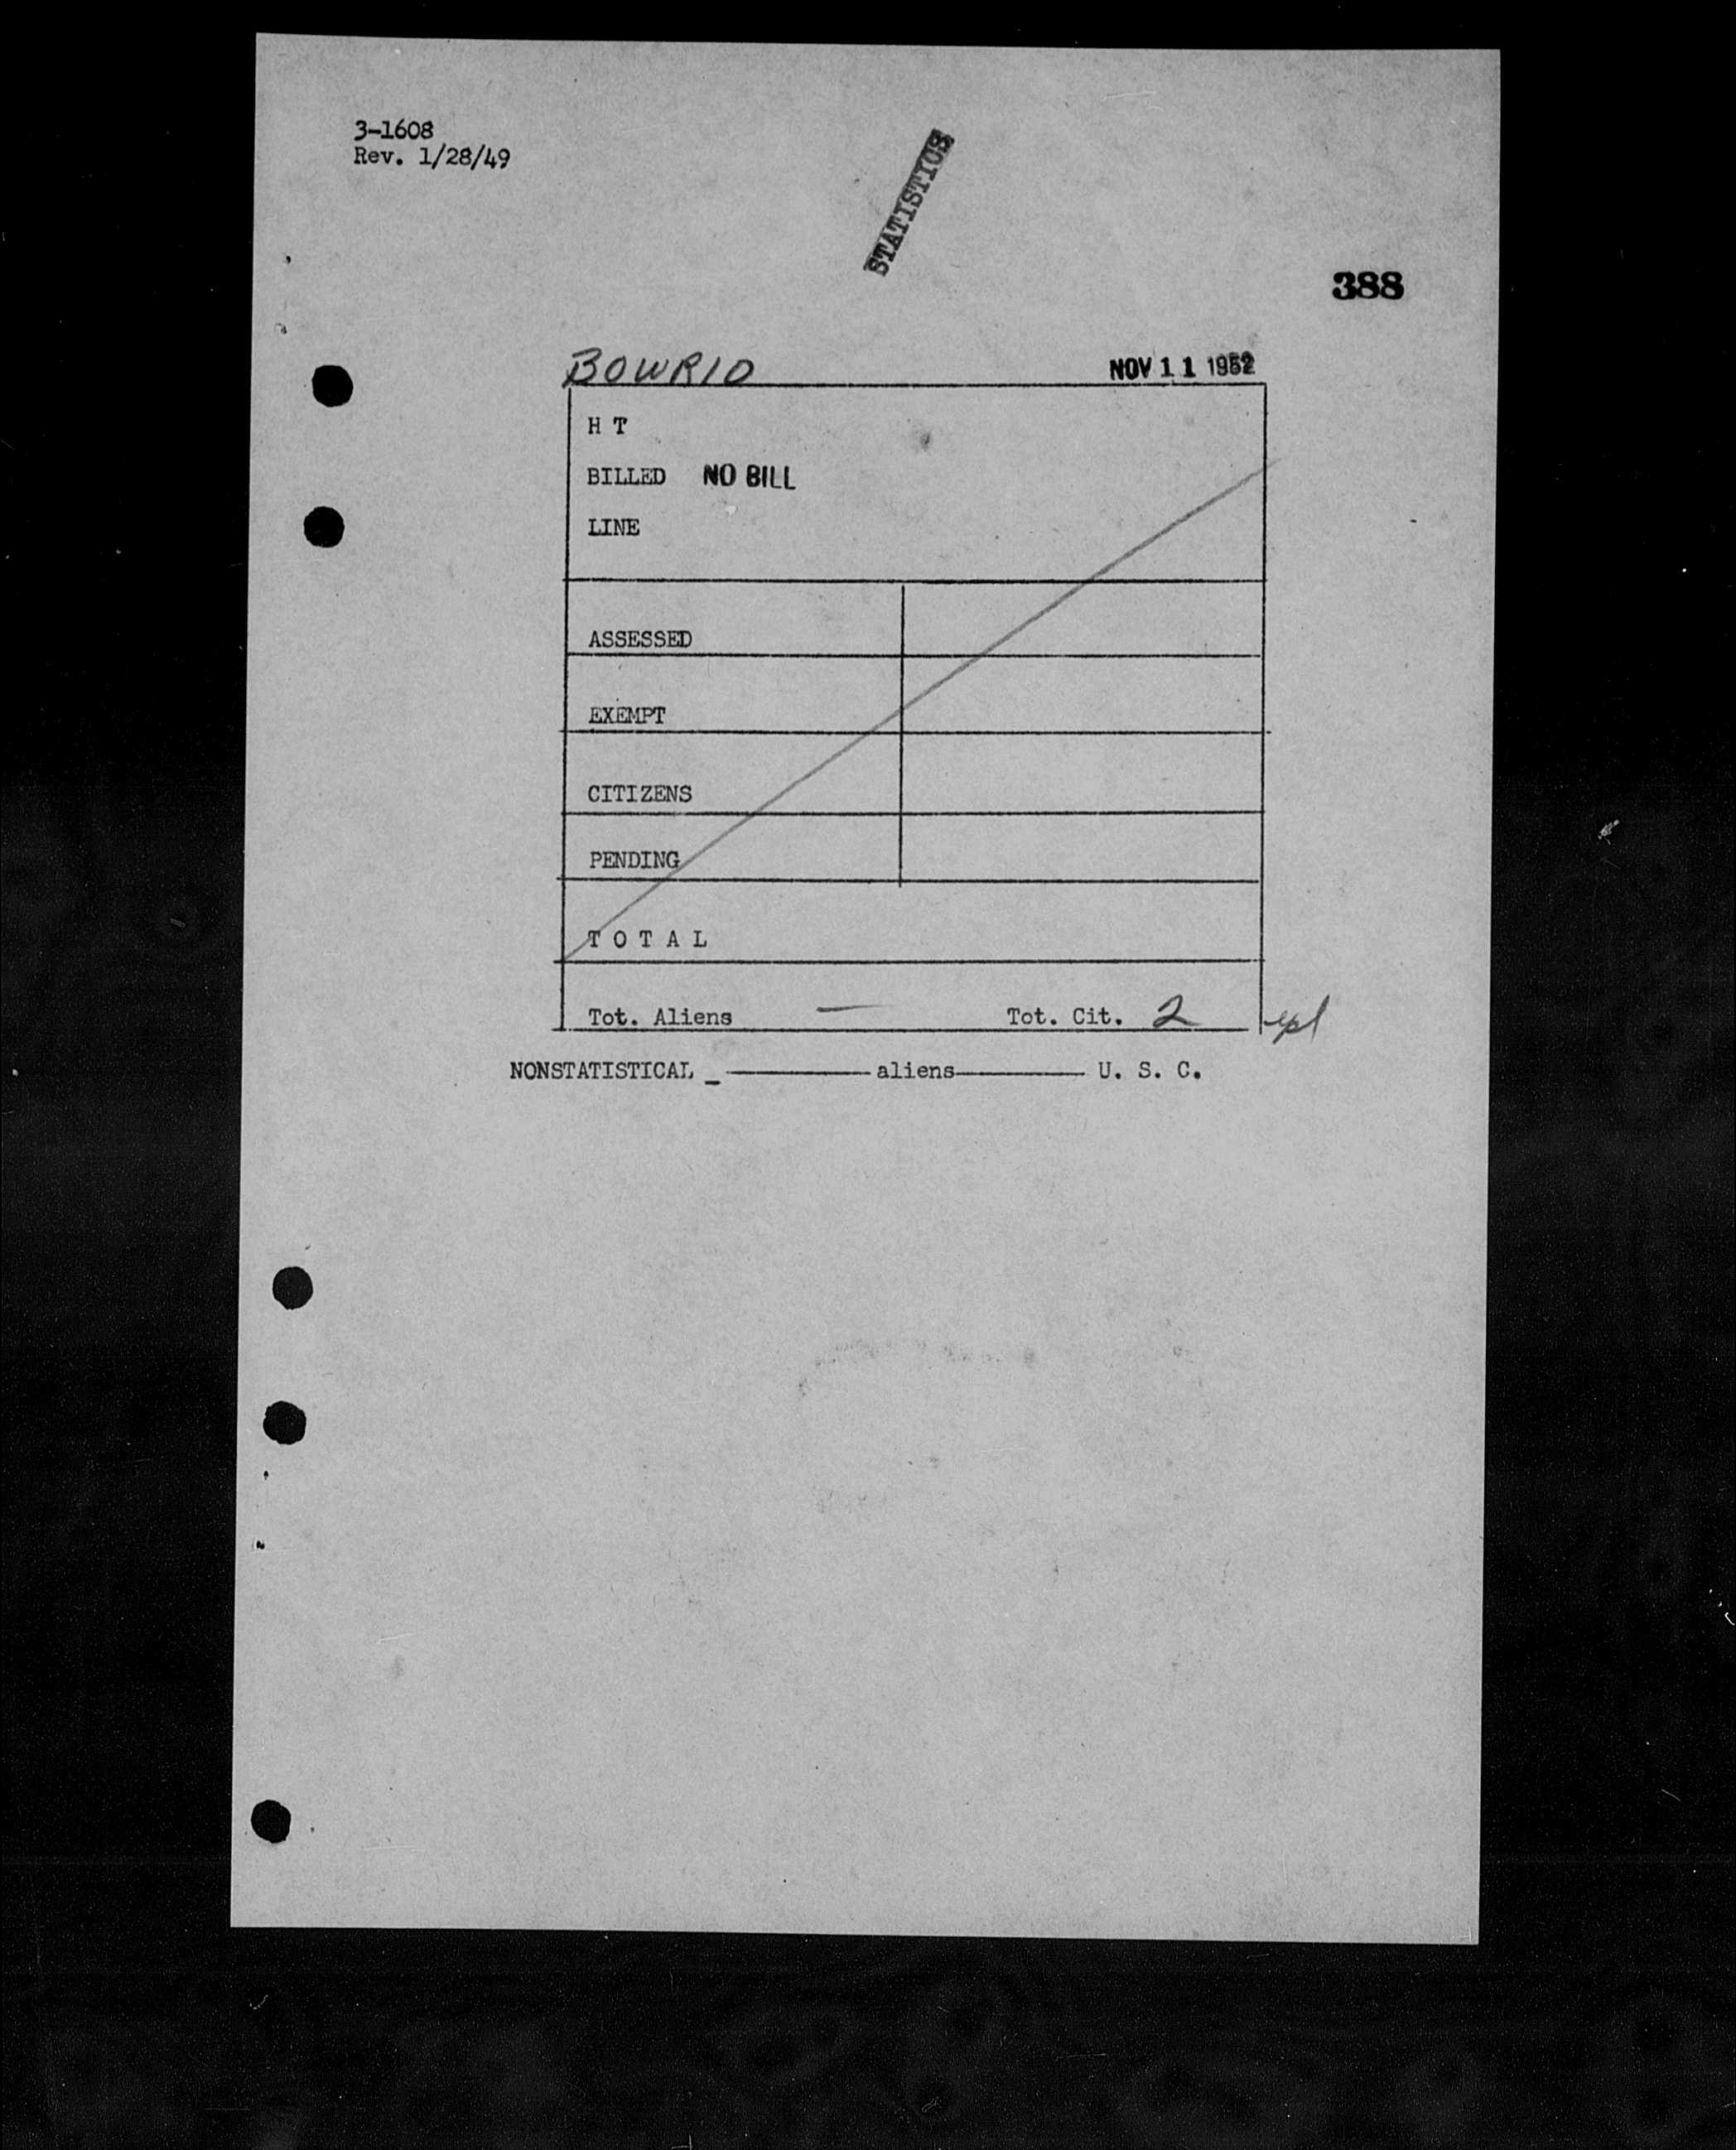 3-1608
Rev. 1/28/49
STATISTICS
388
BOWRIO NOV 11 1952
H T
BILLED NO BILL
LINE
ASSESSED
EXEMPT
CITIZENS
PENDING
T O T A L
Tot. Aliens — Tot. Cit. 2
NONSTATISTICAL _ ———— aliens ———— U. S. C.